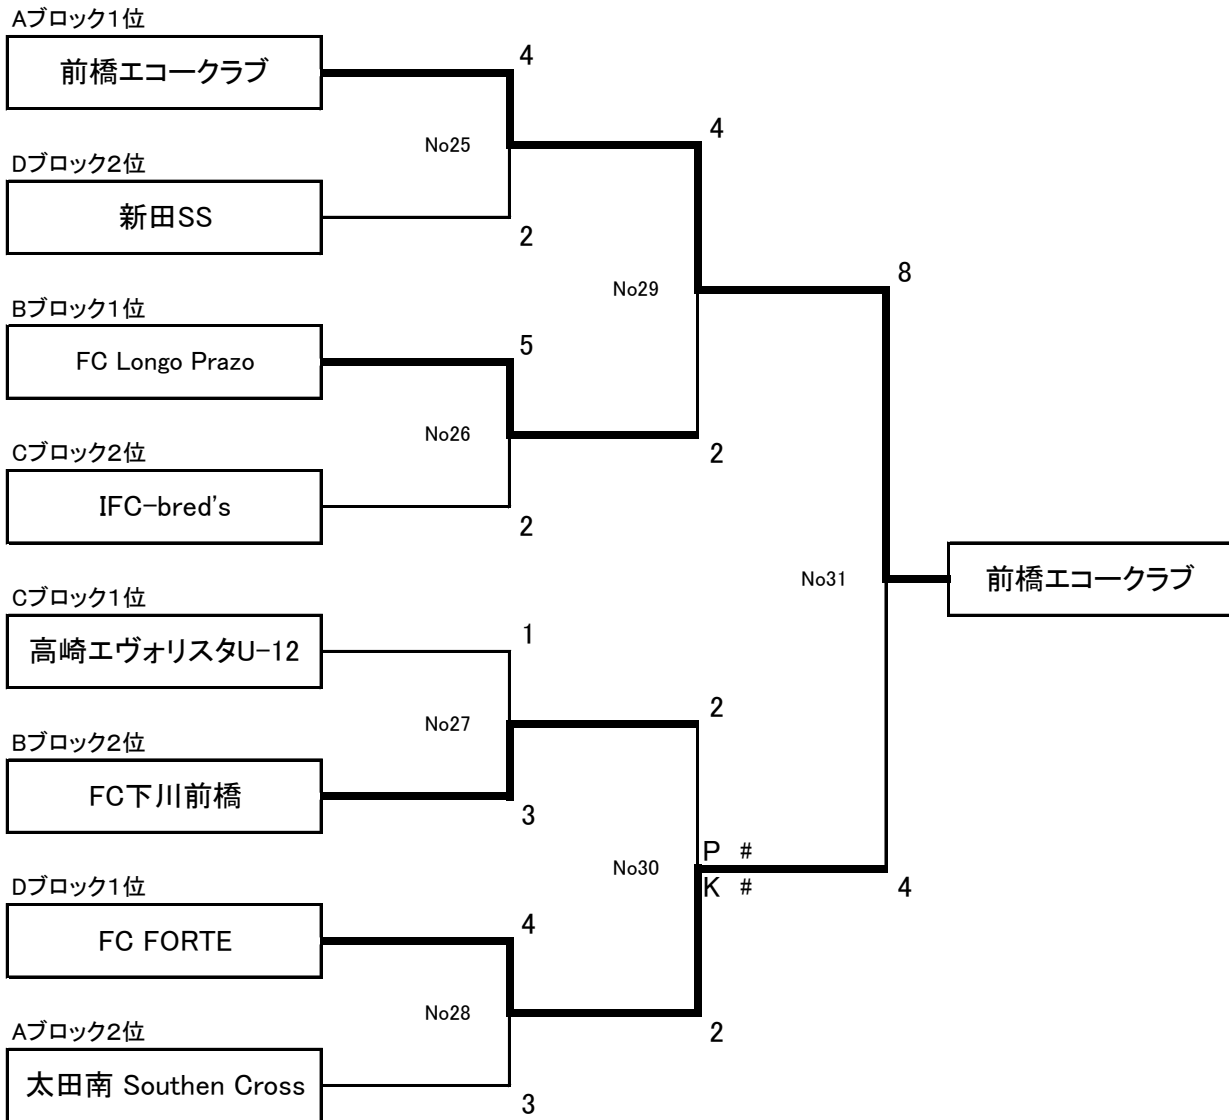 Aブロック1位
前橋エコークラブ
4
No25
4
Dブロック2位
新田SS
2
No29
8
Bブロック1位
FC Longo Prazo
5
No26
2
Cブロック2位
IFC-bred's
2
No31
前橋エコークラブ
Cブロック1位
高崎エヴォリスタU-12
1
No27
2
Bブロック2位
FC下川前橋
3
No30
P #
K #
4
Dブロック1位
FC FORTE
4
No28
2
Aブロック2位
太田南 Southen Cross
3